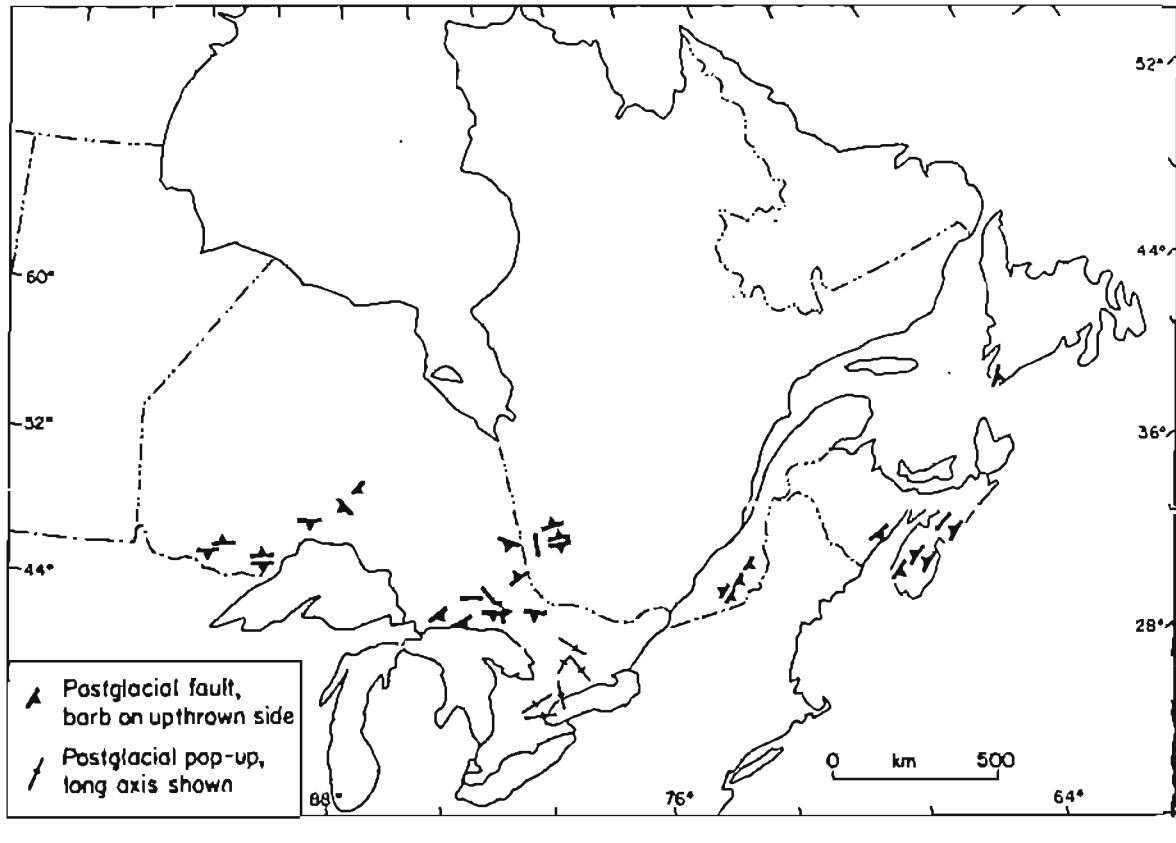 52°
60°
44°
52°
36°
44°
28°
Postglacial fault,
barb on upthrown side
Postglacial pop-up,
long axis shown
0 km 500
88° 76° 64°